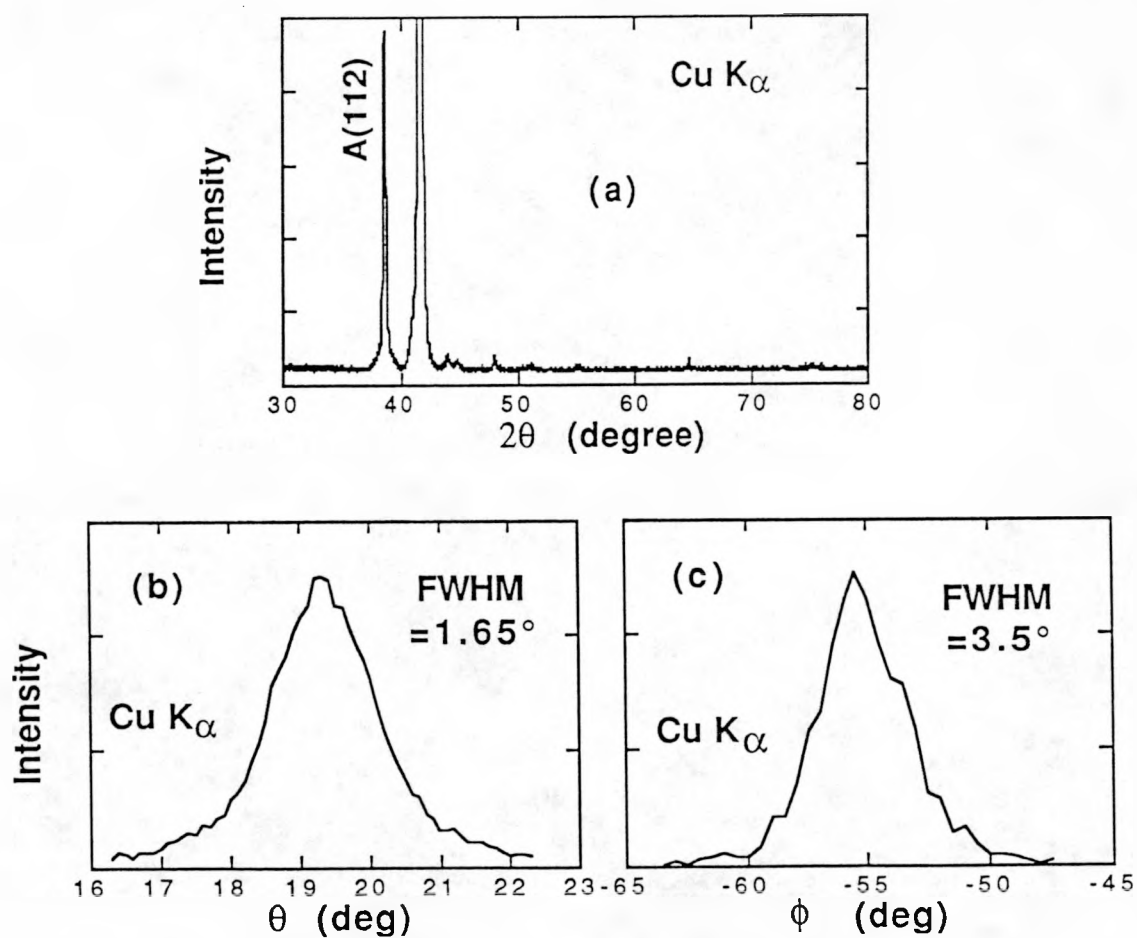 Intensity
A(112)
Cu Kα
(a)
30 40 50 60 70 80
2θ (degree)
Intensity
(b)
FWHM
=1.65°
Cu Kα
16 17 18 19 20 21 22 23
θ (deg)
(c)
FWHM
=3.5°
Cu Kα
-65 -60 -55 -50 -45
ϕ (deg)